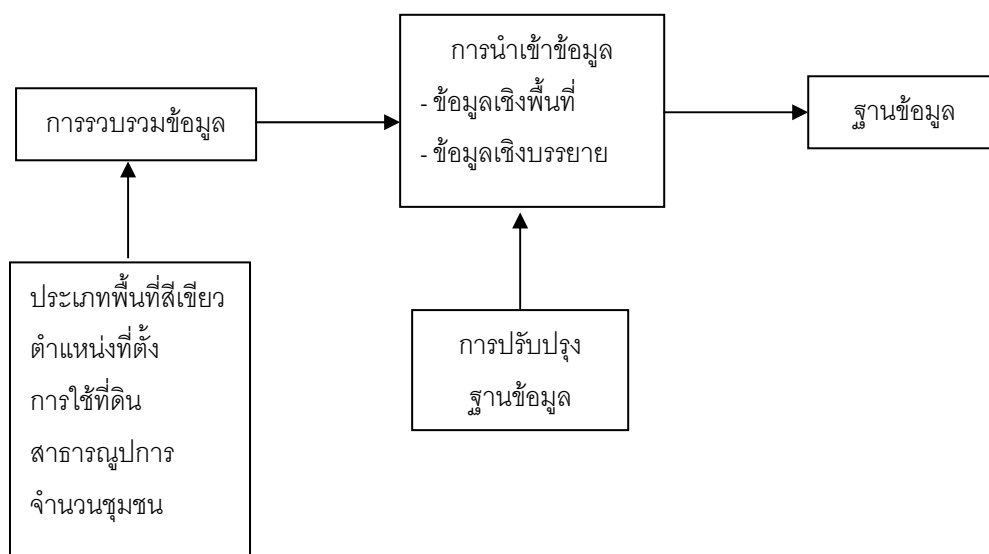 การนำเข้าข้อมูล
- ข้อมูลเชิงพื้นที่
- ข้อมูลเชิงบรรยาย
การรวบรวมข้อมูล
ฐานข้อมูล
ประเภทพื้นที่สีเขียว
ตำแหน่งที่ตั้ง
การใช้ที่ดิน
สาธารณูปการ
จำนวนชุมชน
การปรับปรุง
ฐานข้อมูล